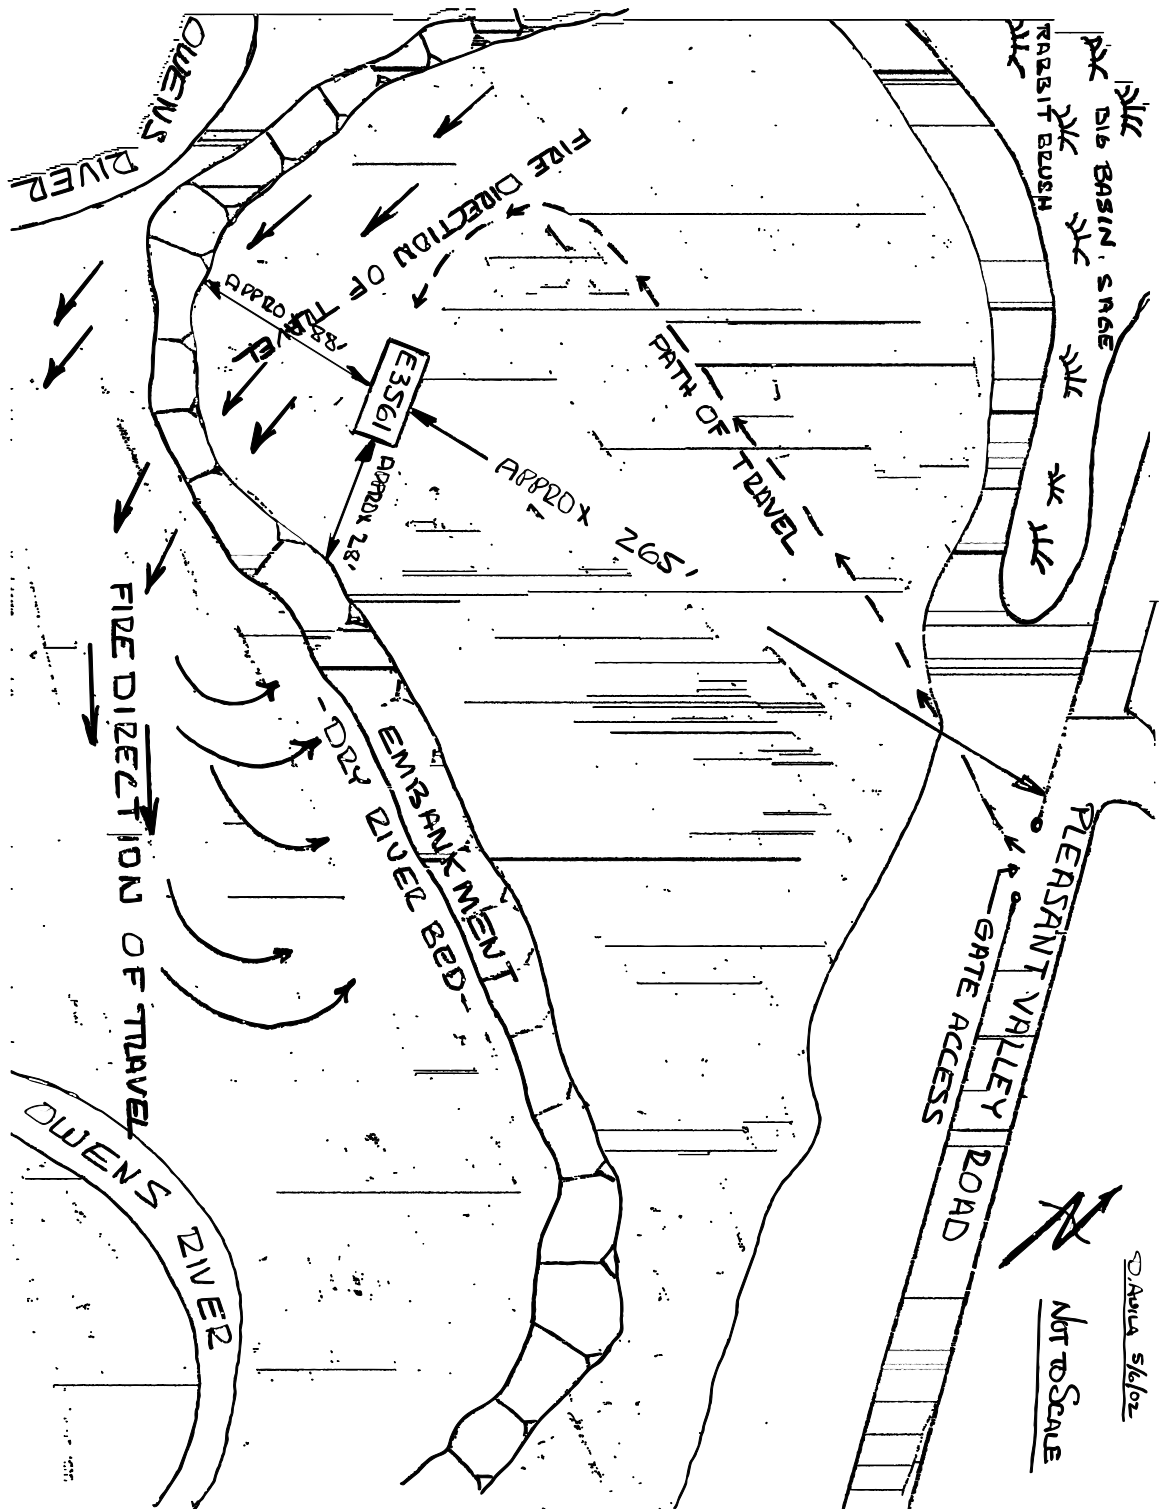 OWENS RIVER
RABBIT BRUSH
BIG BASIN. SAGE
FIRE DIRECTION OF TRAVEL
APPROX 88'
E3561
APPROX 28'
APPROX 265'
PATH OF TRAVEL
FIRE DIRECTION OF TRAVEL
EMBANKMENT
-DRY RIVER BED-
PLEASANT VALLEY ROAD
GATE ACCESS
OWENS RIVER
N
NOT TO SCALE
D. AVILA 5/6/02